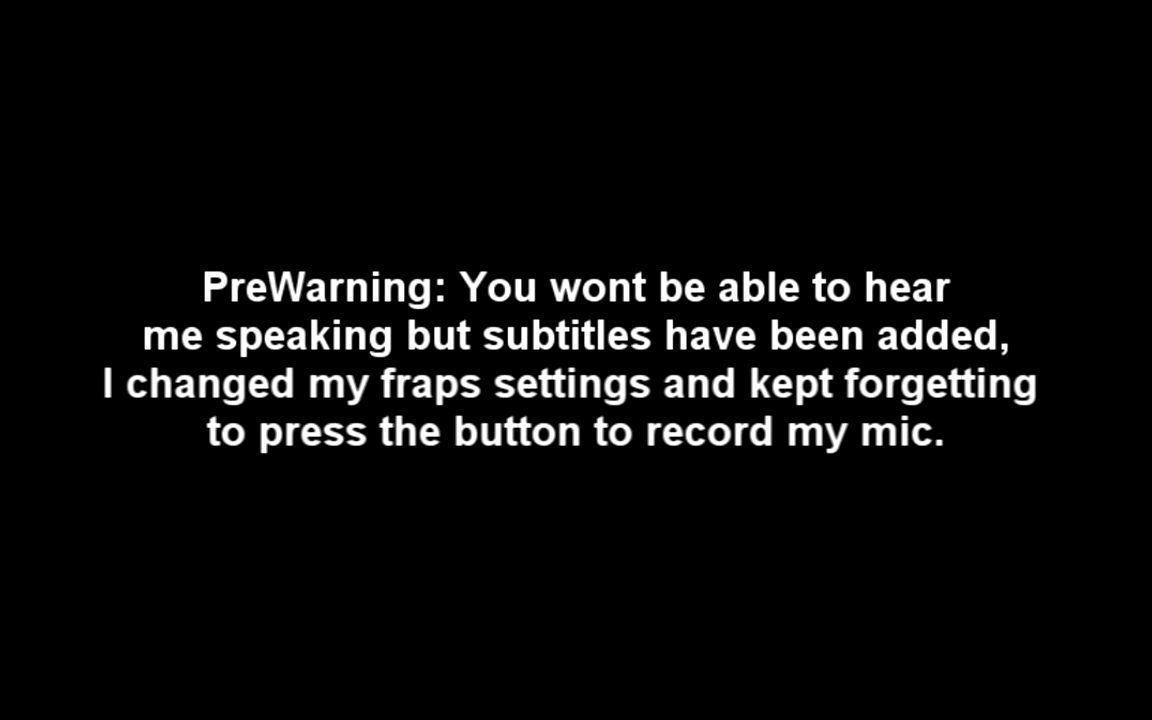 PreWarning: You wont be able to hear
me speaking but subtitles have been added,
I changed my fraps settings and kept forgetting
to press the button to record my mic.